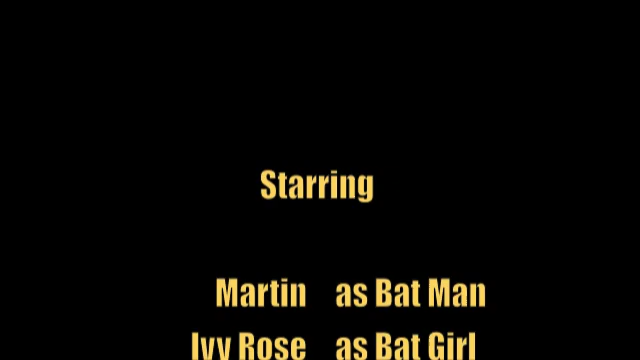 Starring
Martin as Bat Man
Ivy Rose as Bat Girl